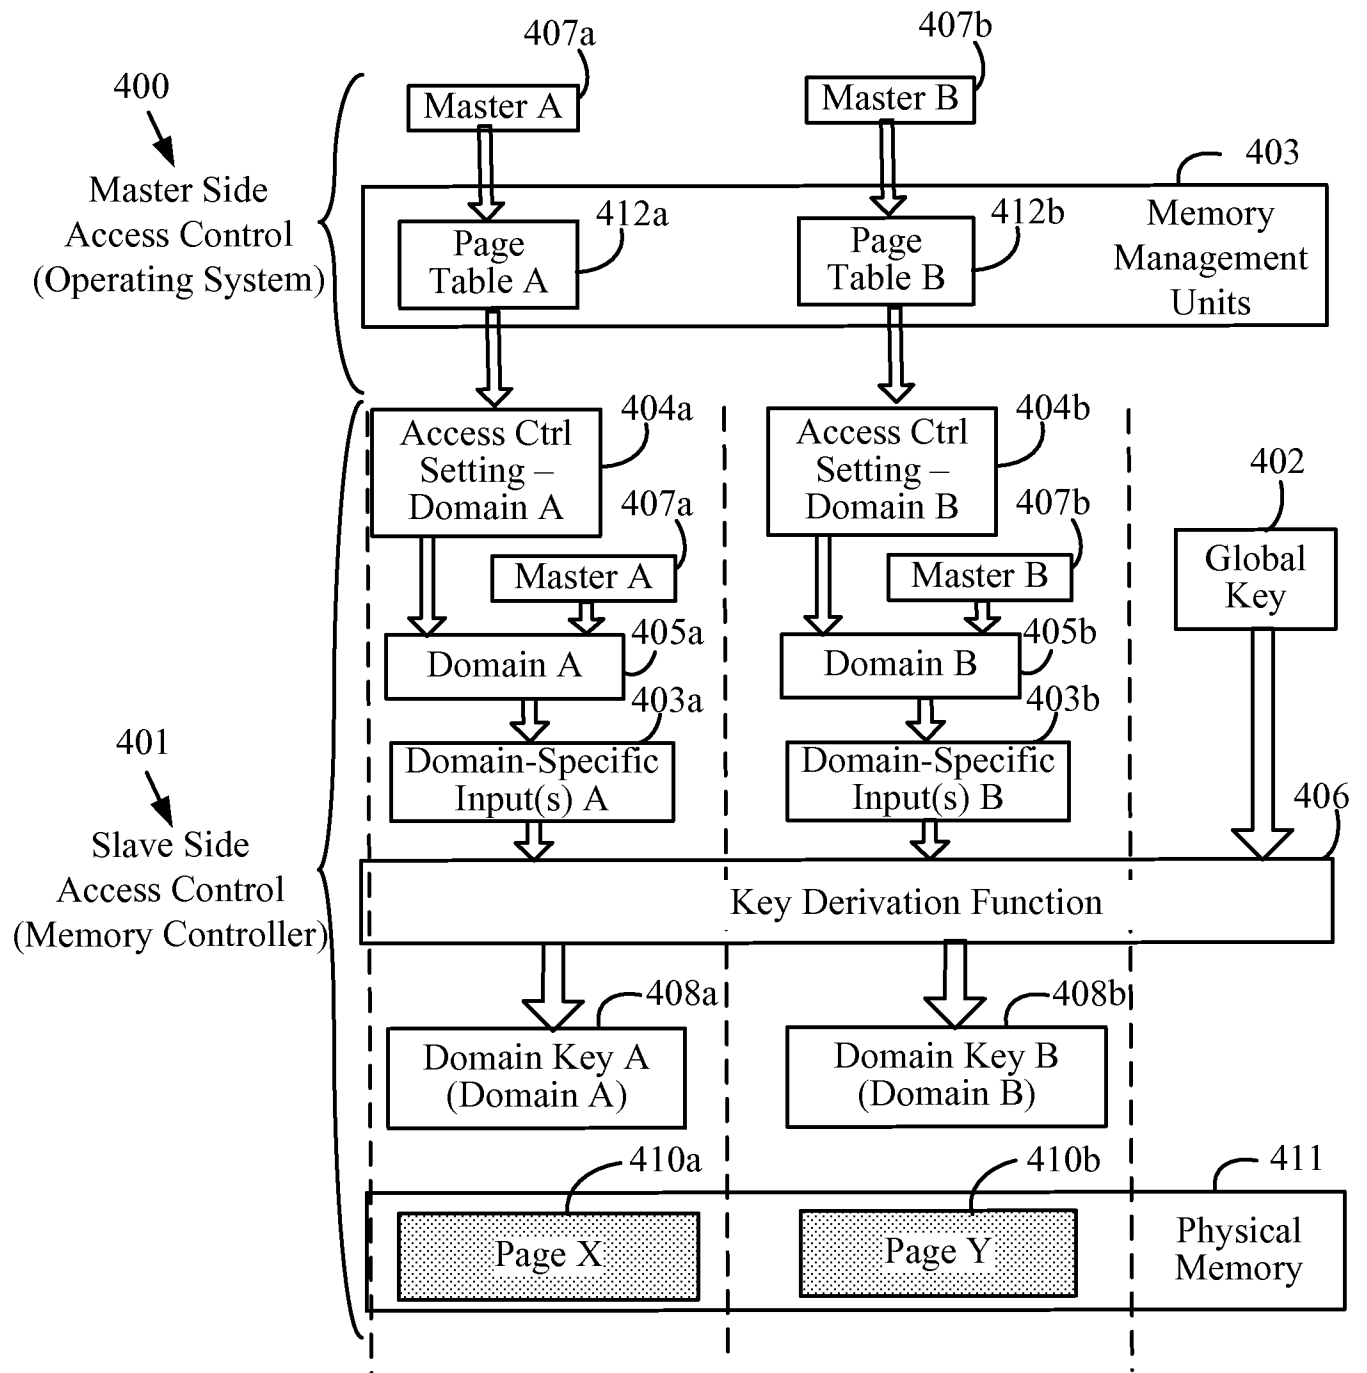 407a
407b
400
Master A
Master B
403
Master Side
Access Control
(Operating System)
412a
412b
Page
Table A
Page
Table B
Memory
Management
Units
404a
404b
Access Ctrl
Setting –
Domain A
Access Ctrl
Setting –
Domain B
402
407a
407b
Master A
Master B
Global
Key
405a
405b
Domain A
Domain B
403a
403b
401
Domain-Specific
Input(s) A
Domain-Specific
Input(s) B
406
Slave Side
Access Control
(Memory Controller)
Key Derivation Function
408a
408b
Domain Key A
(Domain A)
Domain Key B
(Domain B)
410a
410b
411
Page X
Page Y
Physical
Memory